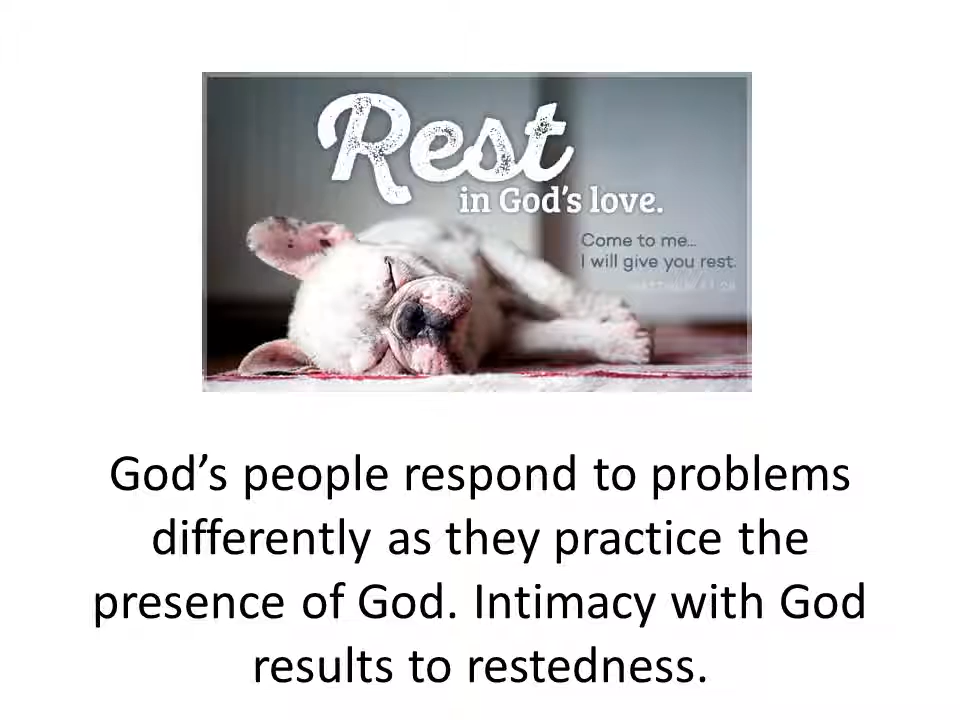 Rest
in God's love.
Come to me...
I will give you rest.
God's people respond to problems
differently as they practice the
presence of God. Intimacy with God
results to restedness.